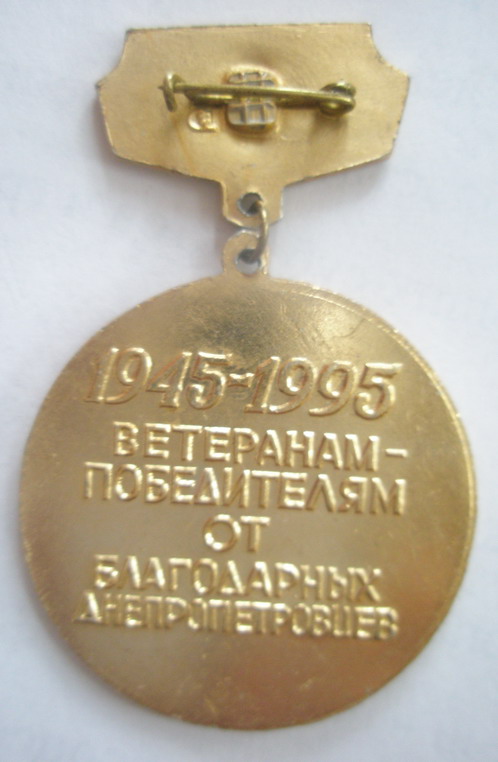 1945-1995
ВЕТЕРАНАМ-
ПОБЕДИТЕЛЯМ
ОТ
БЛАГОДАРНЫХ
ДНЕПРОПЕТРОВЦЕВ